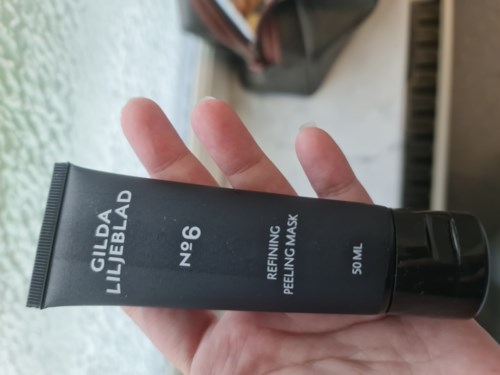 GILDA
LILJEBLAD
Nº6
REFINING
PEELING MASK
50 ML